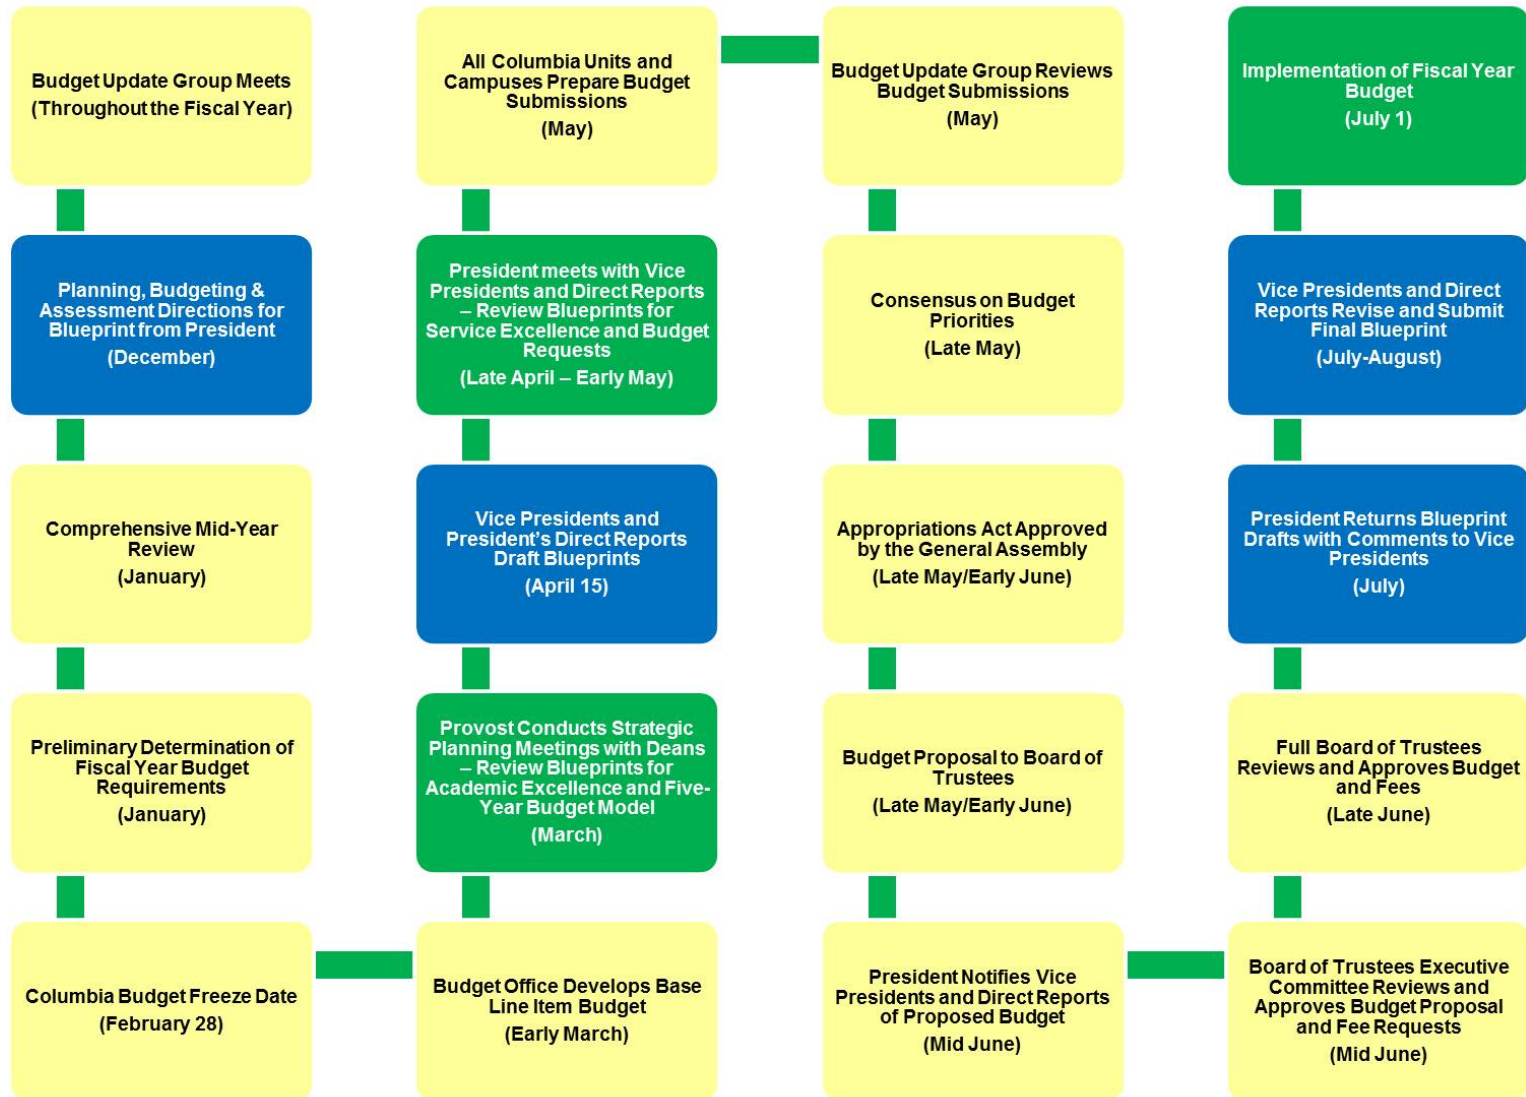 Budget Update Group Meets
(Throughout the Fiscal Year)
Planning, Budgeting &
Assessment Directions for
Blueprint from President
(December)
Comprehensive Mid-Year
Review
(January)
Preliminary Determination of
Fiscal Year Budget
Requirements
(January)
Columbia Budget Freeze Date
(February 28)
Budget Office Develops Base
Line Item Budget
(Early March)
Provost Conducts Strategic
Planning Meetings with Deans
– Review Blueprints for
Academic Excellence and Five-
Year Budget Model
(March)
Vice Presidents and
President's Direct Reports
Draft Blueprints
(April 15)
President meets with Vice
Presidents and Direct Reports
– Review Blueprints for
Service Excellence and Budget
Requests
(Late April – Early May)
All Columbia Units and
Campuses Prepare Budget
Submissions
(May)
Budget Update Group Reviews
Budget Submissions
(May)
Consensus on Budget
Priorities
(Late May)
Appropriations Act Approved
by the General Assembly
(Late May/Early June)
Budget Proposal to Board of
Trustees
(Late May/Early June)
President Notifies Vice
Presidents and Direct Reports
of Proposed Budget
(Mid June)
Board of Trustees Executive
Committee Reviews and
Approves Budget Proposal
and Fee Requests
(Mid June)
Full Board of Trustees
Reviews and Approves Budget
and Fees
(Late June)
President Returns Blueprint
Drafts with Comments to Vice
Presidents
(July)
Vice Presidents and Direct
Reports Revise and Submit
Final Blueprint
(July-August)
Implementation of Fiscal Year
Budget
(July 1)